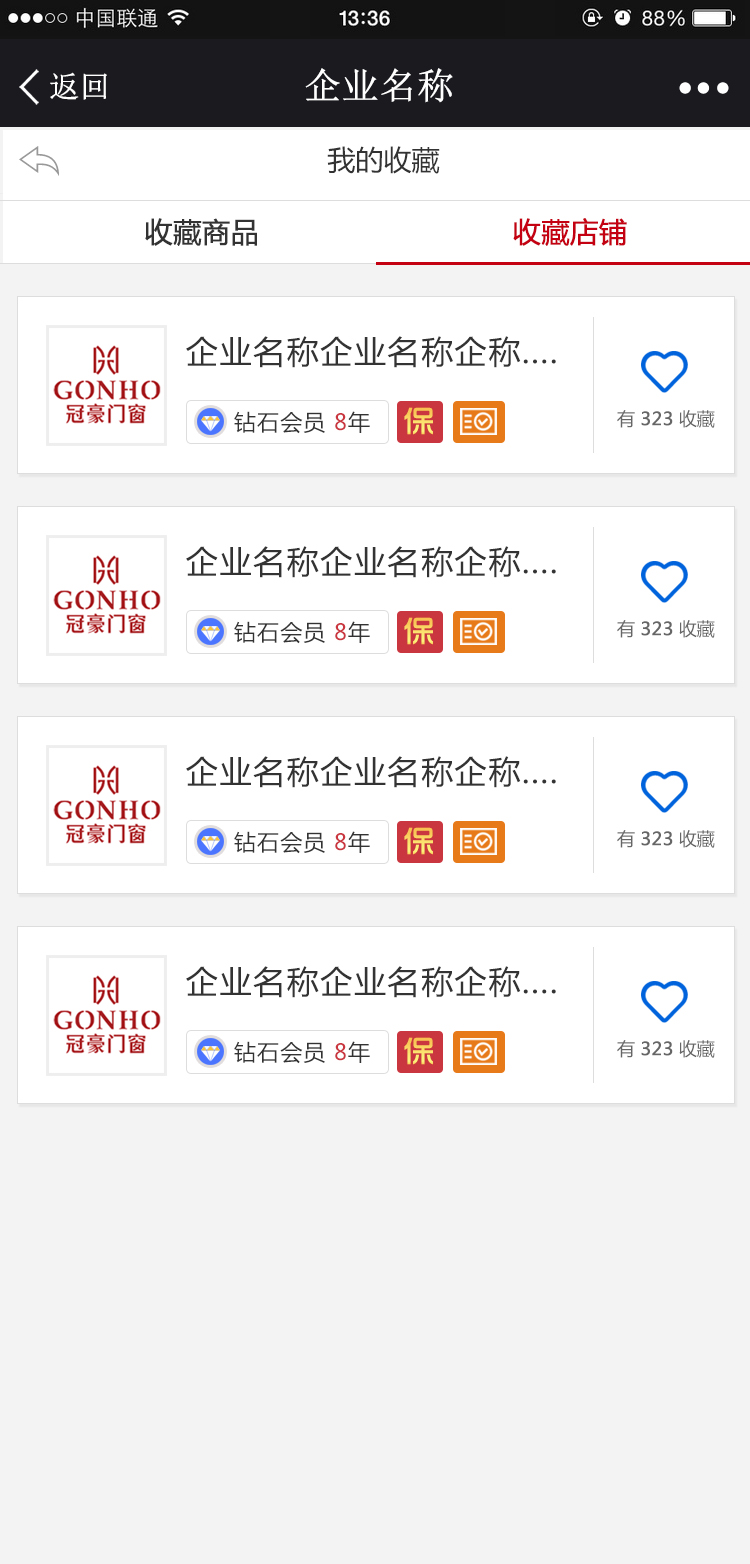 中国联通 13:36 88%
返回 企业名称
我的收藏
收藏商品 收藏店铺
GONHO
冠豪门窗
企业名称企业名称企称....
钻石会员 8年 保
有 323 收藏
GONHO
冠豪门窗
企业名称企业名称企称....
钻石会员 8年 保
有 323 收藏
GONHO
冠豪门窗
企业名称企业名称企称....
钻石会员 8年 保
有 323 收藏
GONHO
冠豪门窗
企业名称企业名称企称....
钻石会员 8年 保
有 323 收藏